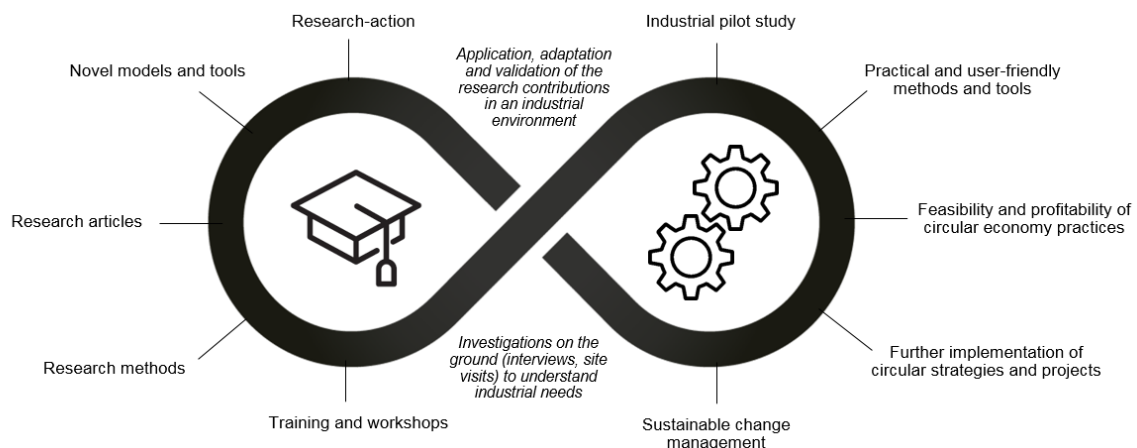 Research-action
Industrial pilot study
Novel models and tools
Application, adaptation
and validation of the
research contributions
in an industrial
environment
Practical and user-friendly
methods and tools
Research articles
Feasibility and profitability of
circular economy practices
Research methods
Investigations on the
ground (interviews, site
visits) to understand
industrial needs
Further implementation of
circular strategies and projects
Training and workshops
Sustainable change
management